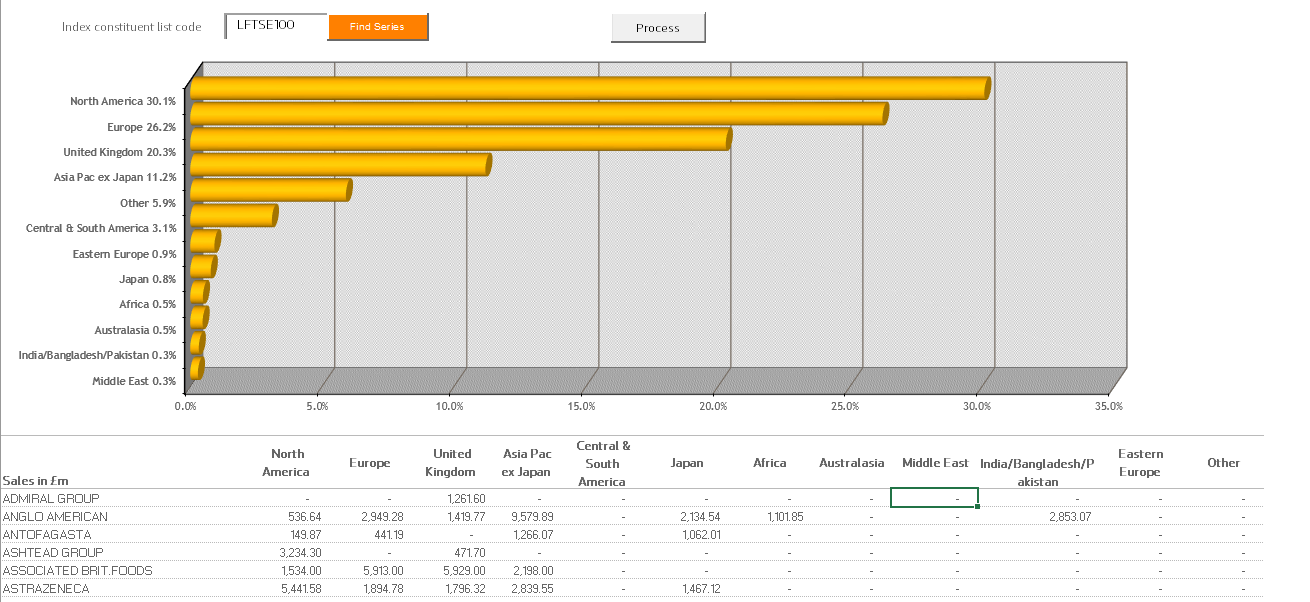 Index constituent list code LFTSE100 Find Series Process
North America 30.1%
Europe 26.2%
United Kingdom 20.3%
Asia Pac ex Japan 11.2%
Other 5.9%
Central & South America 3.1%
Eastern Europe 0.9%
Japan 0.8%
Africa 0.5%
Australasia 0.5%
India/Bangladesh/Pakistan 0.3%
Middle East 0.3%
0.0% 5.0% 10.0% 15.0% 20.0% 25.0% 30.0% 35.0%
Sales in £m North America Europe United Kingdom Asia Pac ex Japan Central & South America Japan Africa Australasia Middle East India/Bangladesh/Pakistan Eastern Europe Other
ADMIRAL GROUP - - 1,261.60 - - - - - - - - -
ANGLO AMERICAN 536.64 2,949.28 1,419.77 9,579.89 - 2,134.54 1,101.85 - - 2,853.07 - -
ANTOFAGASTA 149.87 441.19 - 1,266.07 - 1,062.01 - - - - - -
ASHTEAD GROUP 3,234.30 - 471.70 - - - - - - - - -
ASSOCIATED BRIT.FOODS 1,534.00 5,913.00 5,929.00 2,198.00 - - - - - - - -
ASTRAZENECA 5,441.58 1,894.78 1,796.32 2,839.55 - 1,467.12 - - - - - -